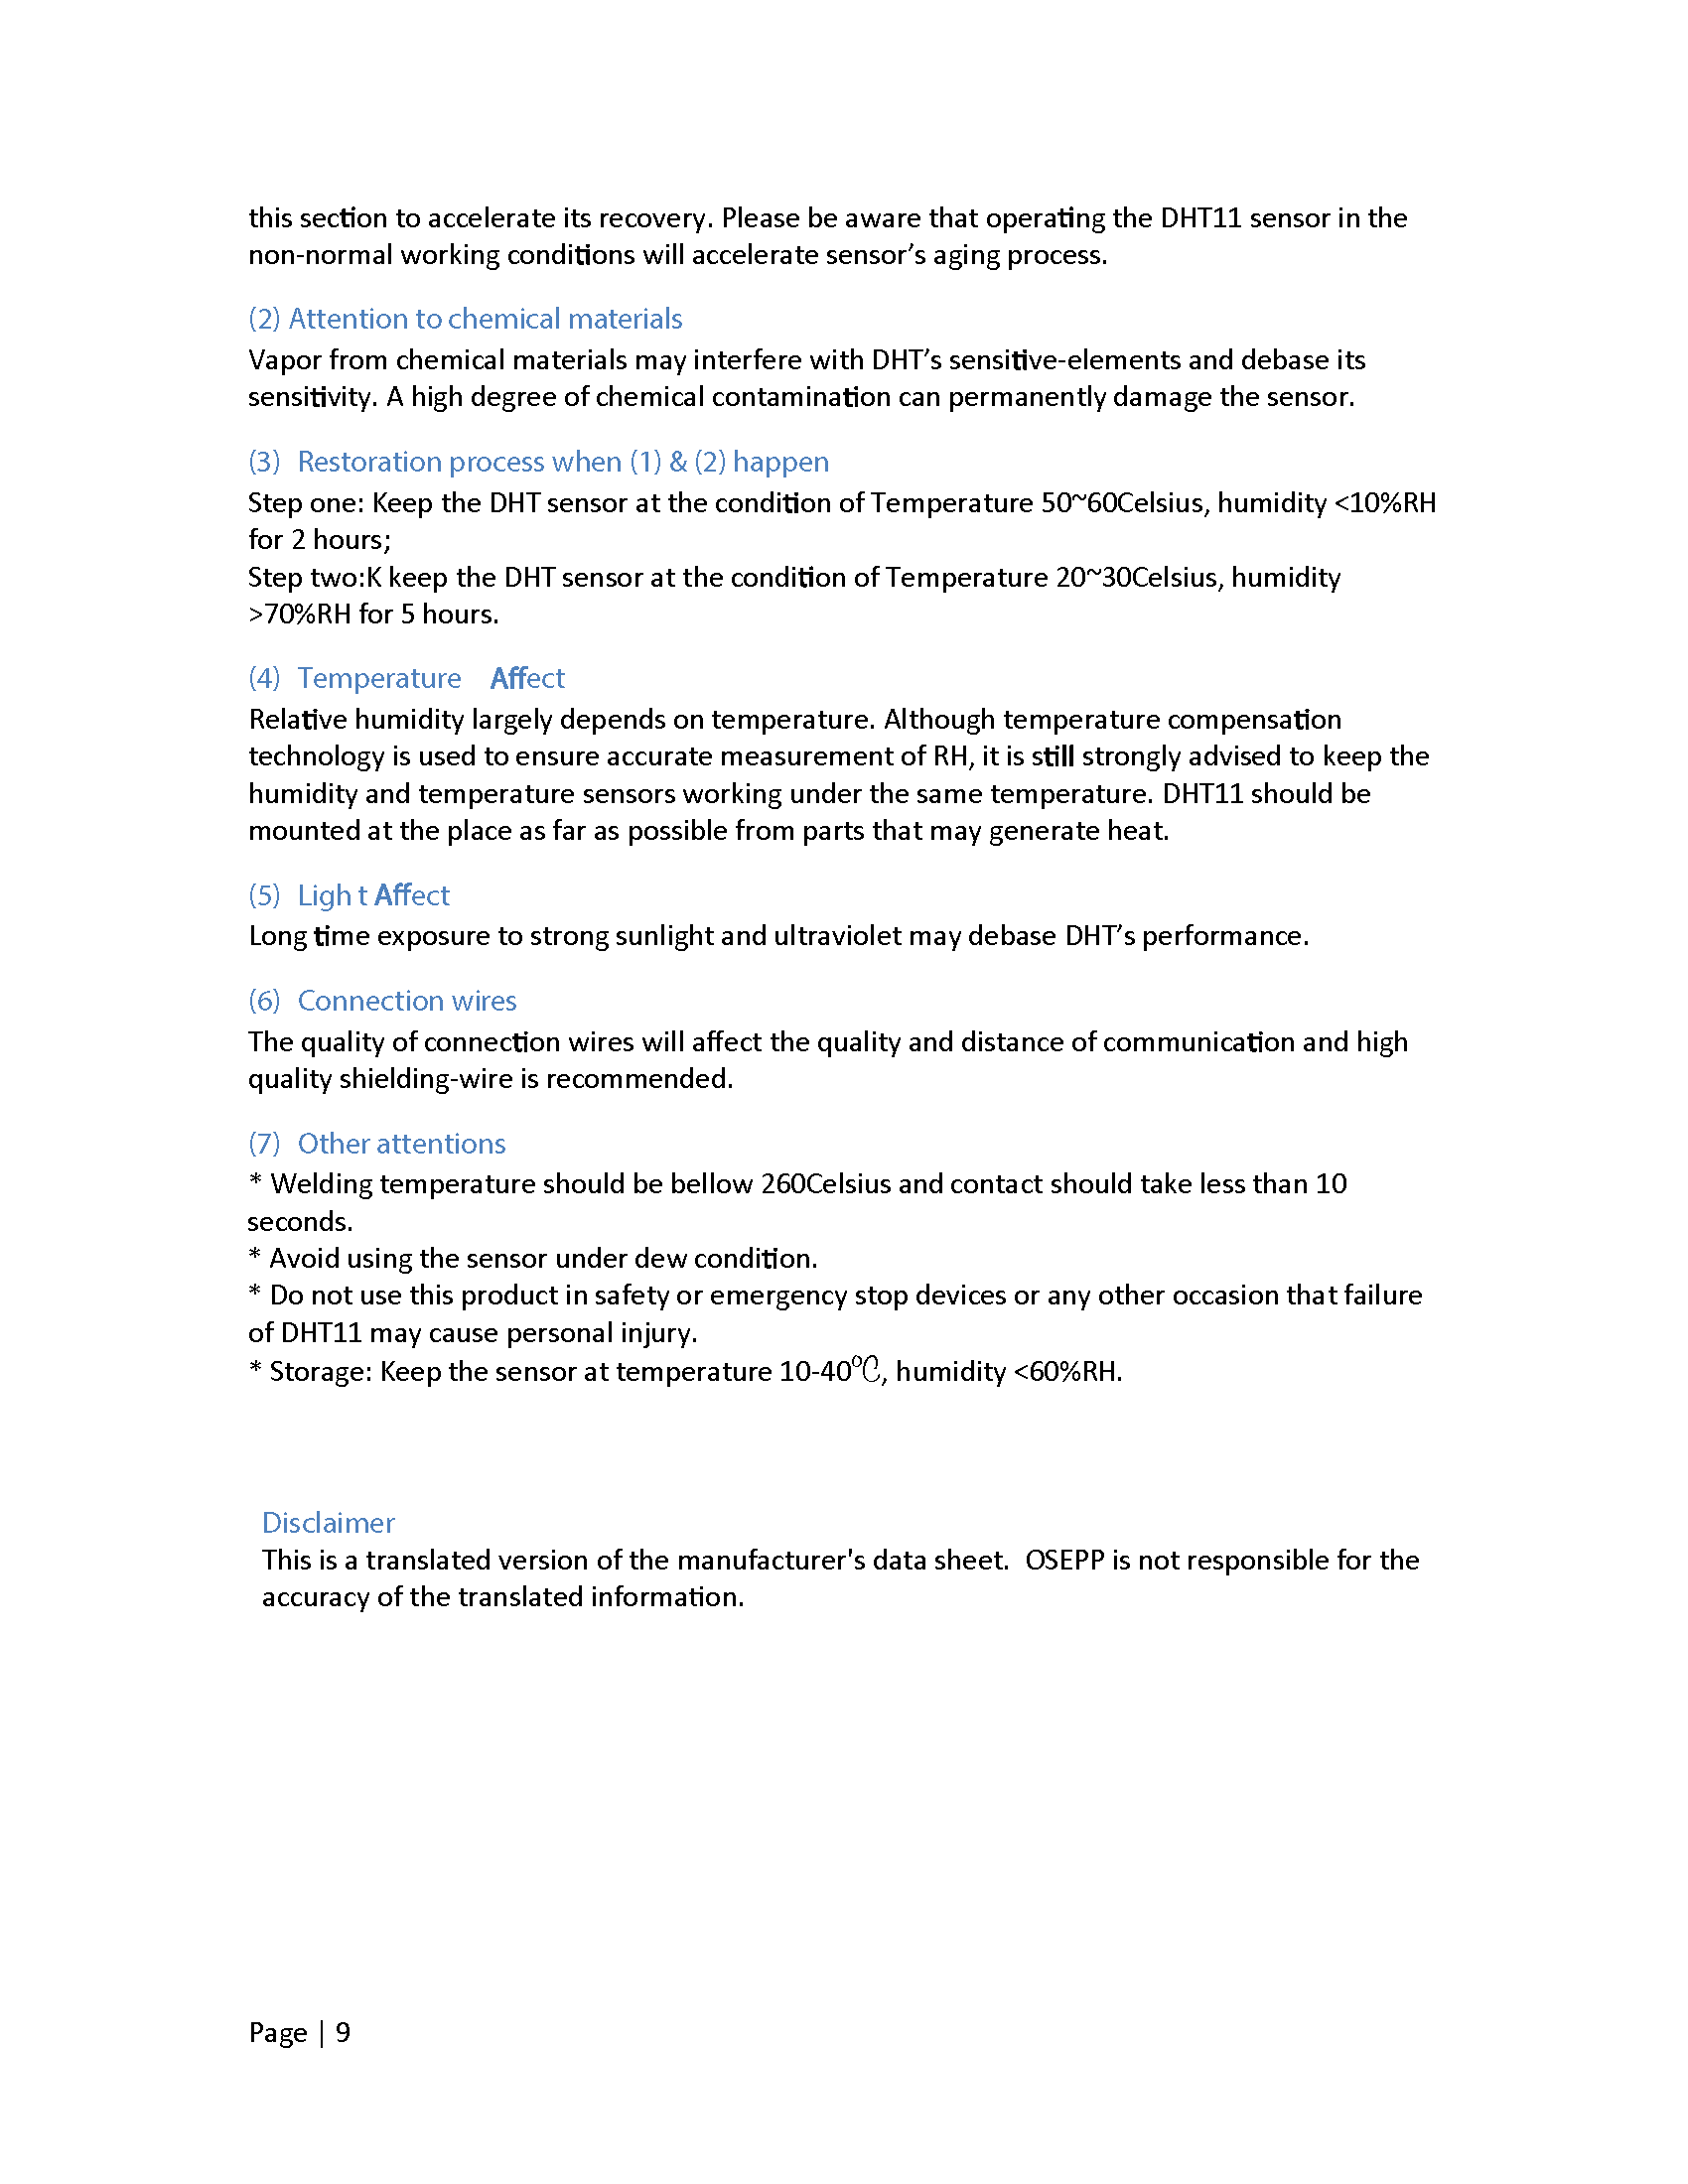 this section to accelerate its recovery. Please be aware that operating the DHT11 sensor in the
non-normal working conditions will accelerate sensor’s aging process.
(2) Attention to chemical materials
Vapor from chemical materials may interfere with DHT’s sensitive-elements and debase its
sensitivity. A high degree of chemical contamination can permanently damage the sensor.
(3) Restoration process when (1) & (2) happen
Step one: Keep the DHT sensor at the condition of Temperature 50~60Celsius, humidity <10%RH
for 2 hours;
Step two:K keep the DHT sensor at the condition of Temperature 20~30Celsius, humidity
>70%RH for 5 hours.
(4) Temperature Affect
Relative humidity largely depends on temperature. Although temperature compensation
technology is used to ensure accurate measurement of RH, it is still strongly advised to keep the
humidity and temperature sensors working under the same temperature. DHT11 should be
mounted at the place as far as possible from parts that may generate heat.
(5) Ligh t Affect
Long time exposure to strong sunlight and ultraviolet may debase DHT’s performance.
(6) Connection wires
The quality of connection wires will affect the quality and distance of communication and high
quality shielding-wire is recommended.
(7) Other attentions
* Welding temperature should be bellow 260Celsius and contact should take less than 10
seconds.
* Avoid using the sensor under dew condition.
* Do not use this product in safety or emergency stop devices or any other occasion that failure
of DHT11 may cause personal injury.
* Storage: Keep the sensor at temperature 10-40℃, humidity <60%RH.
Disclaimer
This is a translated version of the manufacturer's data sheet.  OSEPP is not responsible for the
accuracy of the translated information.
Page | 9